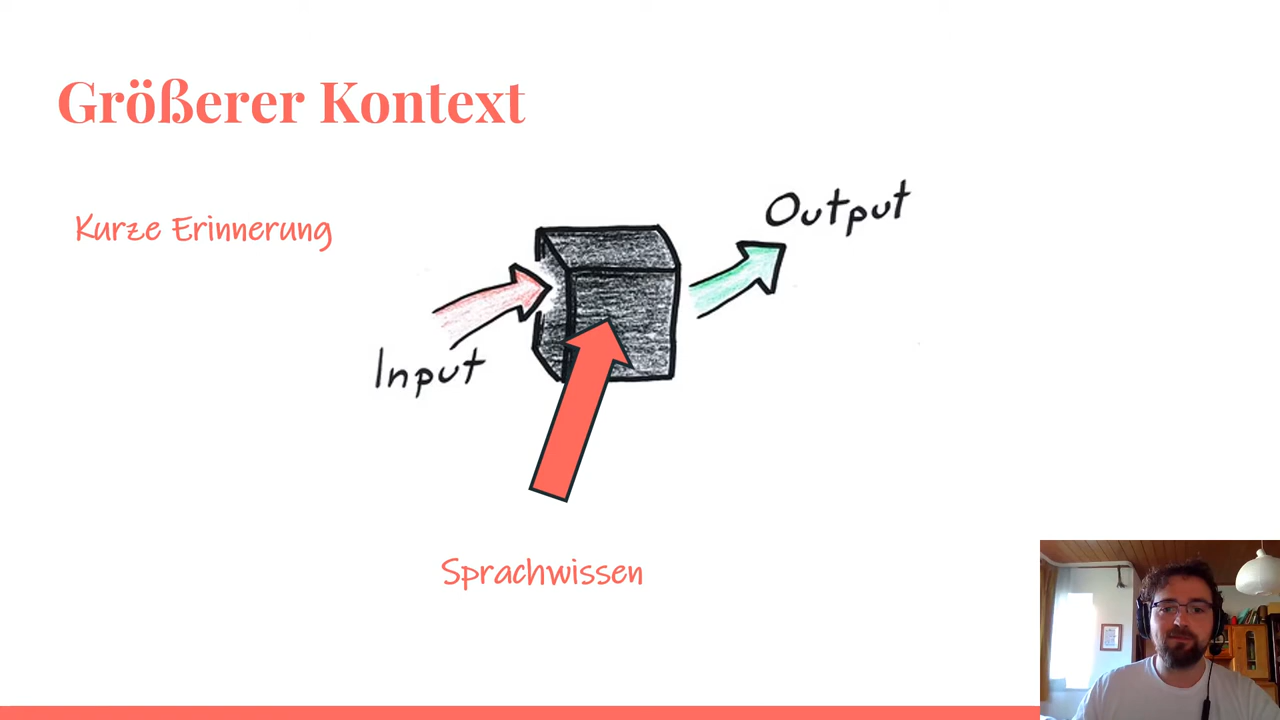 Größerer Kontext
Kurze Erinnerung
Output
Input
Sprachwissen